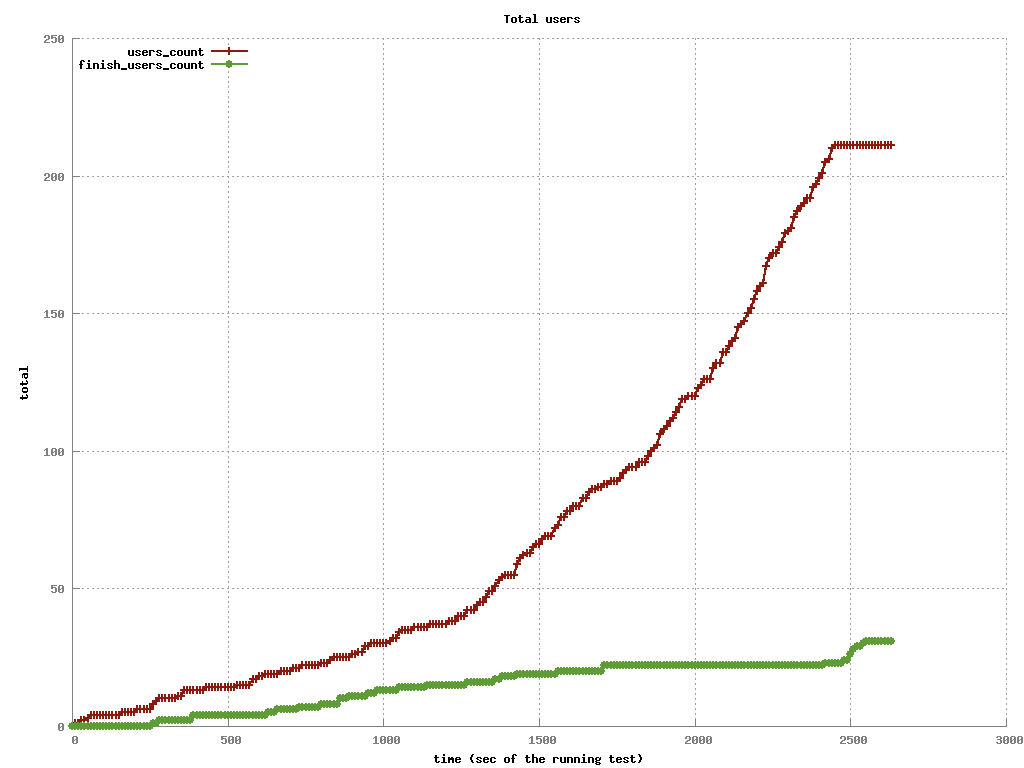 Total users
250
users_count
finish_users_count
200
150
total
100
50
0
0 500 1000 1500 2000 2500 3000
time (sec of the running test)